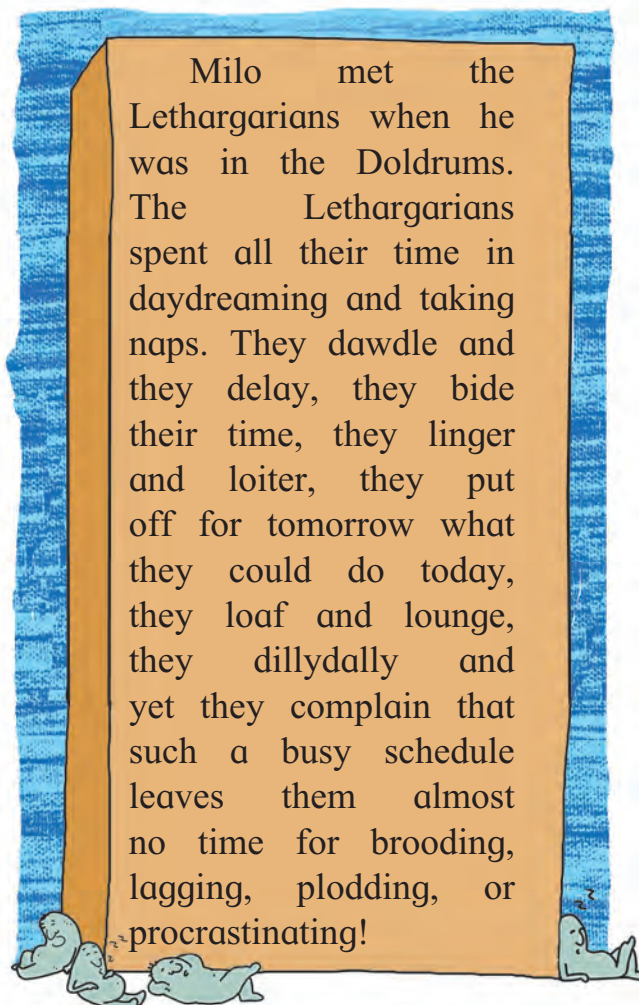 Milo met the
Lethargarians when he
was in the Doldrums.
The Lethargarians
spent all their time in
daydreaming and taking
naps. They dawdle and
they delay, they bide
their time, they linger
and loiter, they put
off for tomorrow what
they could do today,
they loaf and lounge,
they dillydally and
yet they complain that
such a busy schedule
leaves them almost
no time for brooding,
lagging, plodding, or
procrastinating!
z z
z z z
z
z z